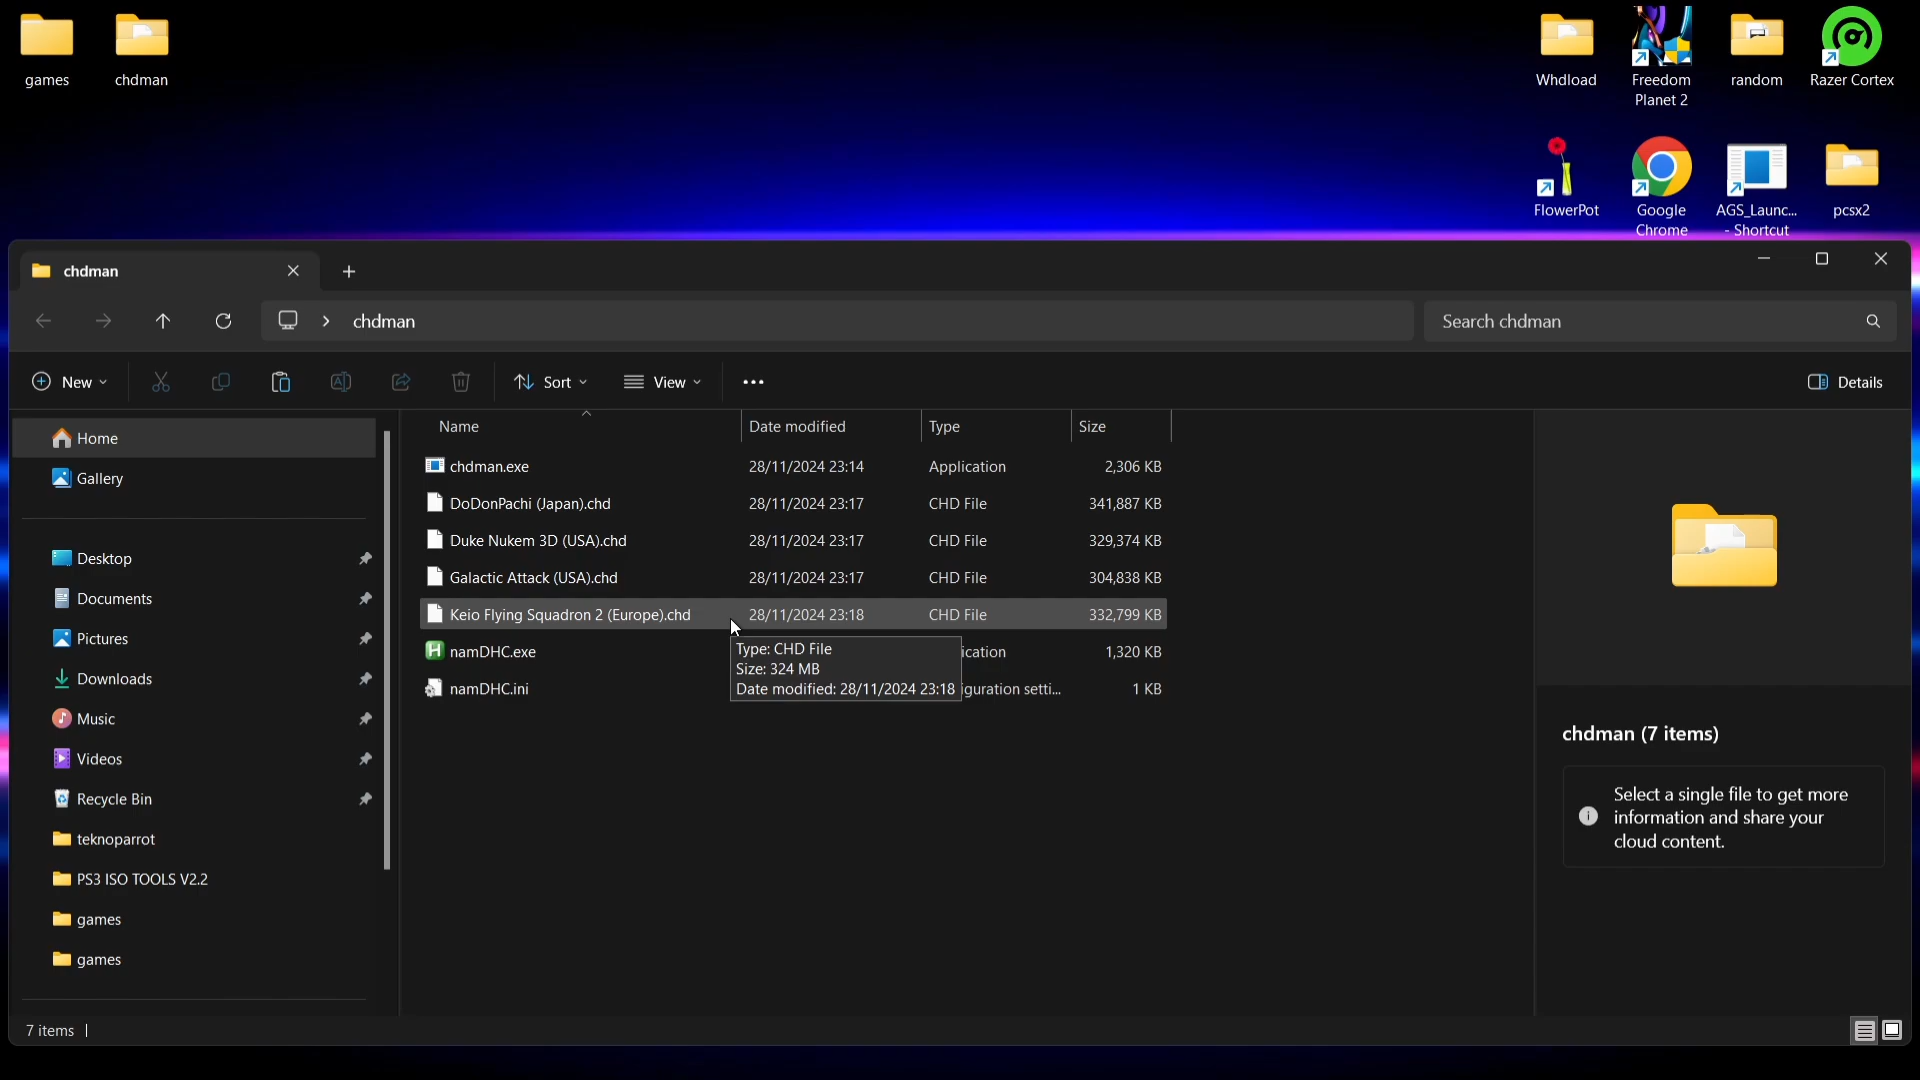 games
chdman
Whdload
Freedom
Planet 2
random
Razer Cortex
FlowerPot
Google
Chrome
AGS_Launc...
- Shortcut
pcsx2
chdman
chdman
Search chdman
New
Sort
View
Details
Home
Gallery
Desktop
Documents
Pictures
Downloads
Music
Videos
Recycle Bin
teknoparrot
PS3 ISO TOOLS V2.2
games
games
Name Date modified Type Size
chdman.exe 28/11/2024 23:14 Application 2,306 KB
DoDonPachi (Japan).chd 28/11/2024 23:17 CHD File 341,887 KB
Duke Nukem 3D (USA).chd 28/11/2024 23:17 CHD File 329,374 KB
Galactic Attack (USA).chd 28/11/2024 23:17 CHD File 304,838 KB
Keio Flying Squadron 2 (Europe).chd 28/11/2024 23:18 CHD File 332,799 KB
namDHC.exe ication 1,320 KB
namDHC.ini iguration setti... 1 KB
Type: CHD File
Size: 324 MB
Date modified: 28/11/2024 23:18
chdman (7 items)
Select a single file to get more
information and share your
cloud content.
7 items